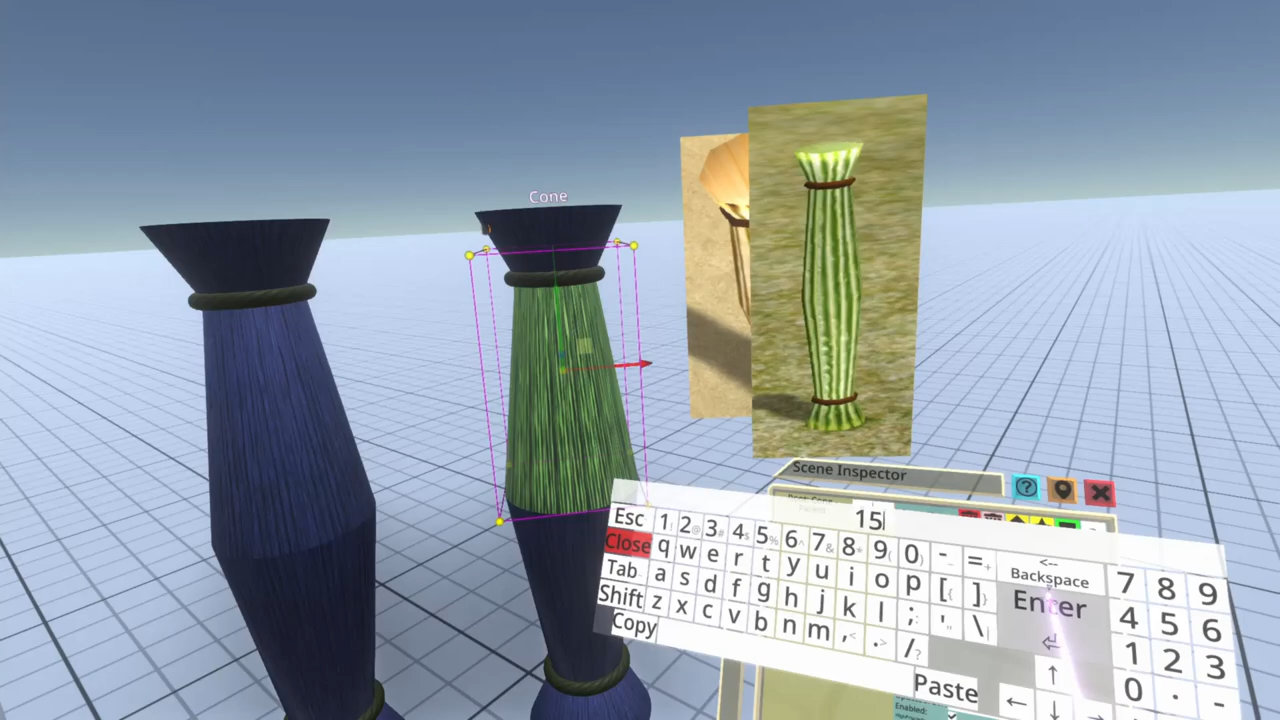 Cone
Scene Inspector
?
15
Esc 1 2@ 3# 4$ 5% 6^ 7& 8* 9( 0) - =+ <-- Backspace 7 8 9
Close q w e r t y u i o p [{ ]} Enter 4 5 6
Tab a s d f g h j k l ;: '" \| 1 2 3
Shift z x c v b n m ,< .> /? ↑ 0 . -
Copy Paste ← ↓ →
Enabled: